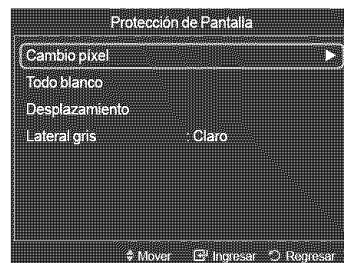 Protección de Pantalla
Cambio píxel
Todo blanco
Desplazamiento
Lateral gris : Claro
Mover Ingresar Regresar